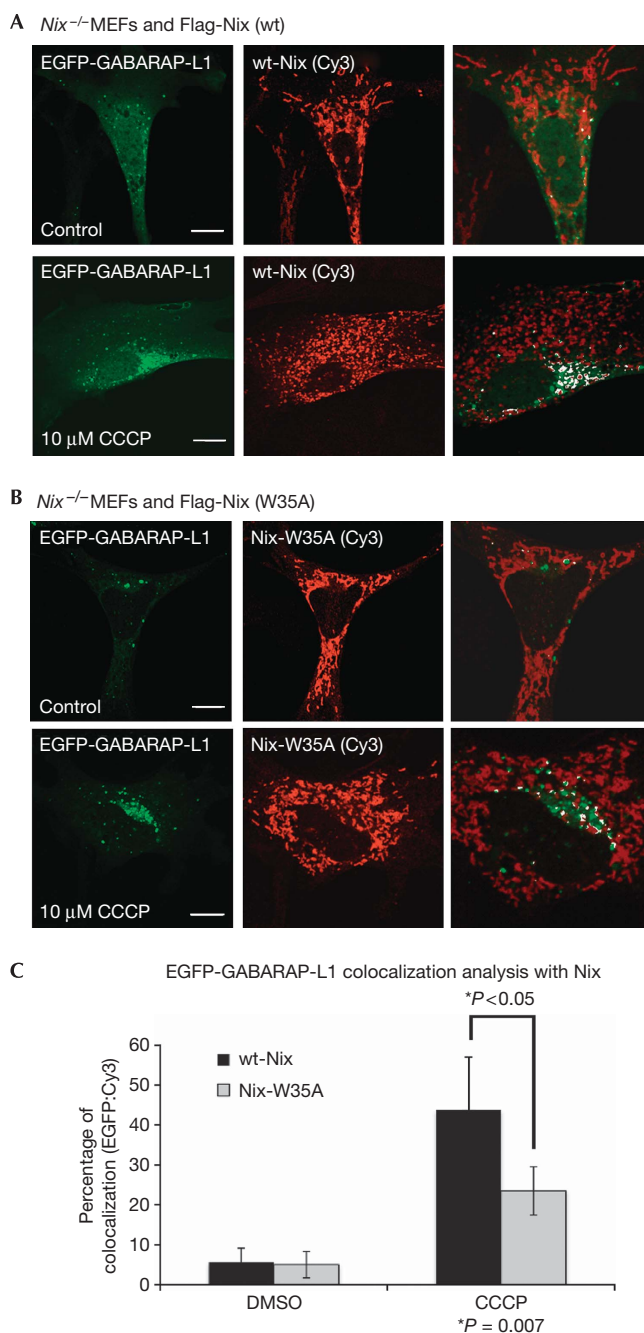 A Nix −/− MEFs and Flag-Nix (wt)
EGFP-GABARAP-L1
wt-Nix (Cy3)
Control
EGFP-GABARAP-L1
wt-Nix (Cy3)
10 μM CCCP
B Nix −/− MEFs and Flag-Nix (W35A)
EGFP-GABARAP-L1
Nix-W35A (Cy3)
Control
EGFP-GABARAP-L1
Nix-W35A (Cy3)
10 μM CCCP
C EGFP-GABARAP-L1 colocalization analysis with Nix
*P<0.05
wt-Nix
Nix-W35A
Percentage of
colocalization (EGFP:Cy3)
60
50
40
30
20
10
0
DMSO
CCCP
*P = 0.007